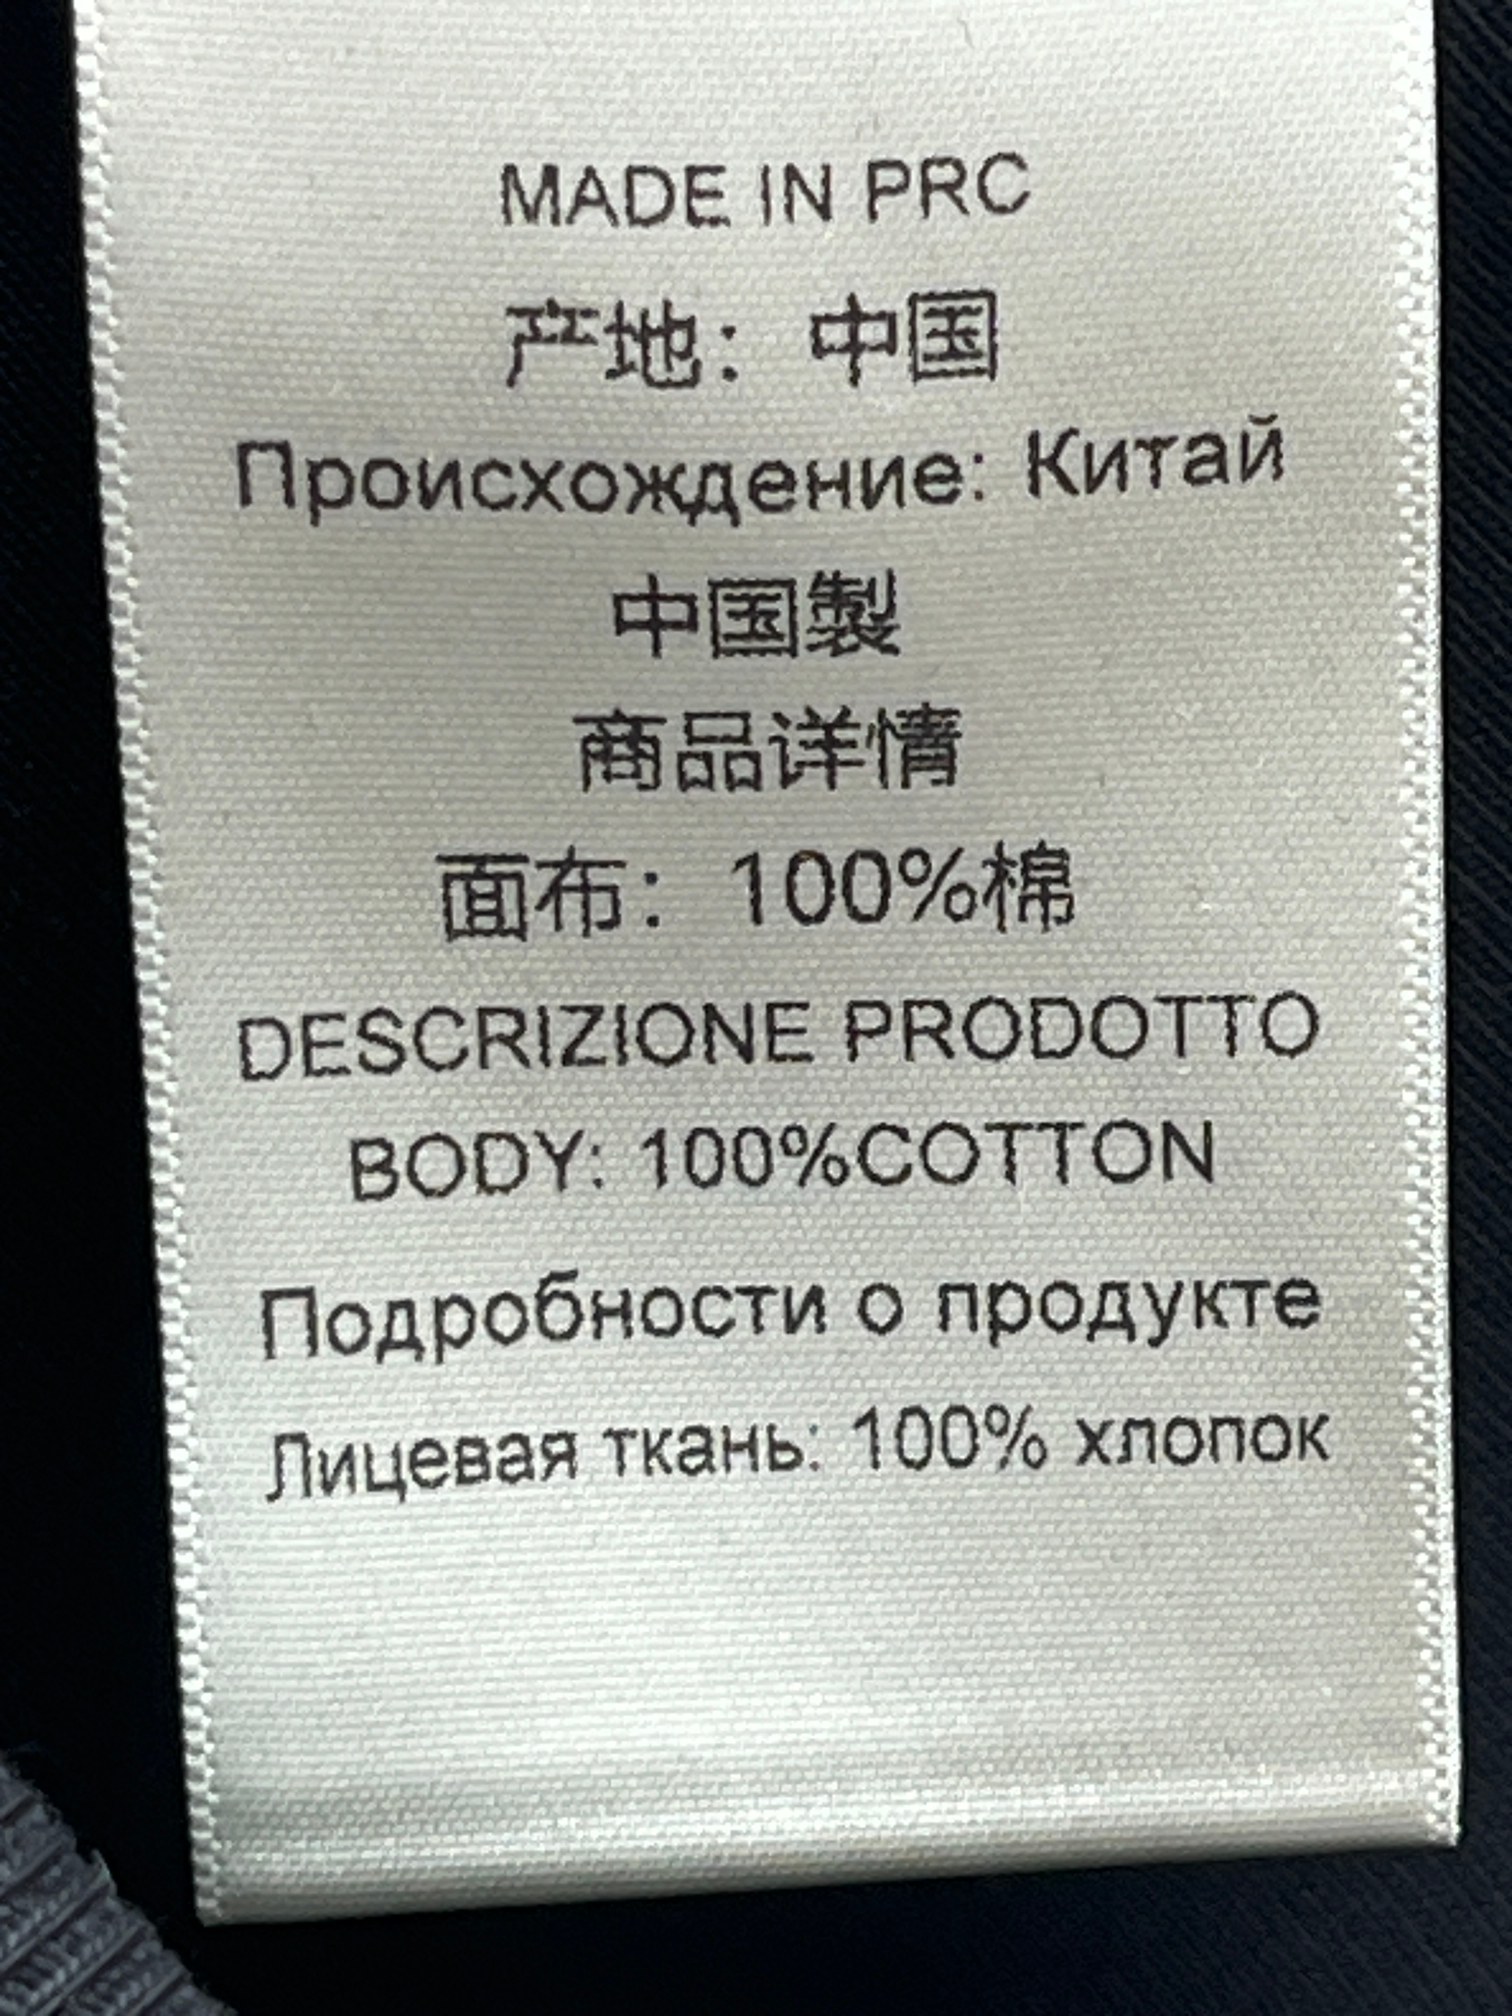 MADE IN PRC
产地：中国
Происхождение: Китай
中国製
商品详情
面布：100%棉
DESCRIZIONE PRODOTTO
BODY: 100%COTTON
Подробности о продукте
Лицевая ткань: 100% хлопок